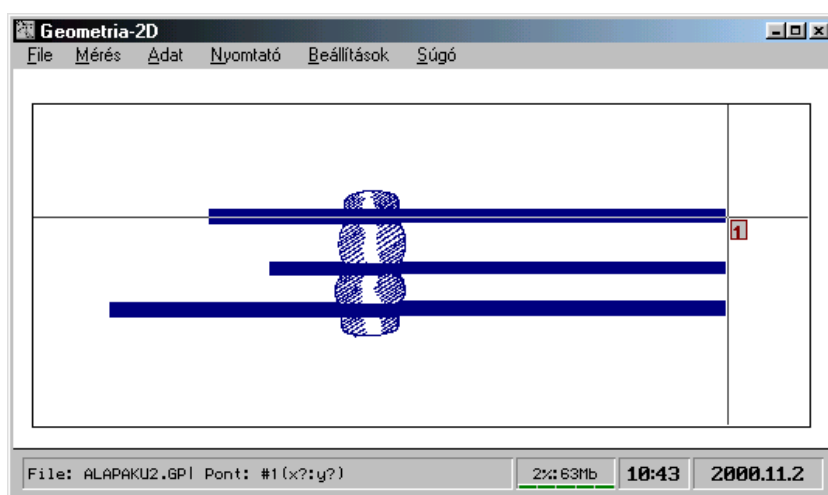 Geometria-2D
File Mérés Adat Nyomtató Beállítások Súgó
1
File: ALAPAKU2.GP| Pont: #1(x?:y?) 2%:63Mb 10:43 2000.11.2